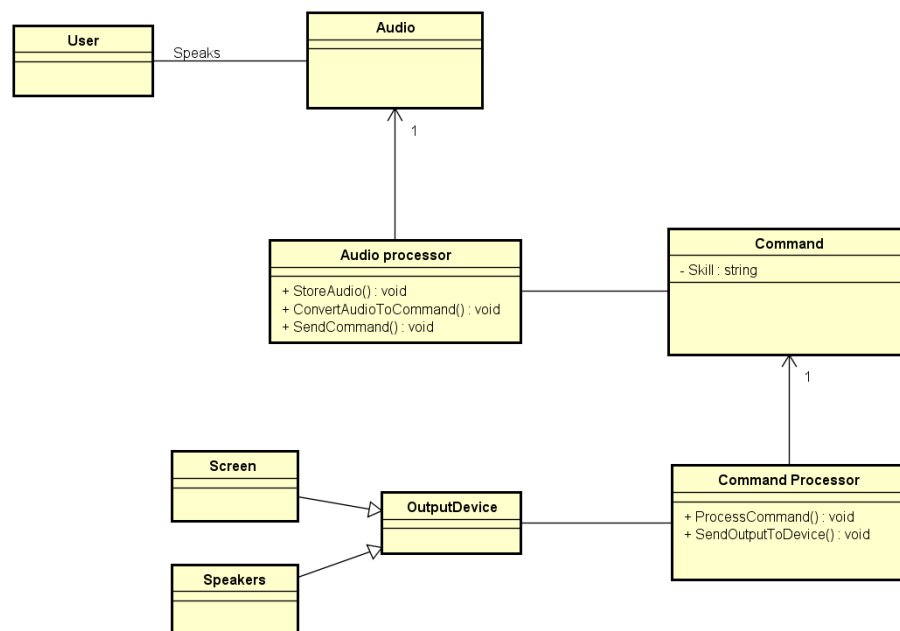 User
Speaks
Audio
1
Audio processor
+ StoreAudio() : void
+ ConvertAudioToCommand() : void
+ SendCommand() : void
Command
- Skill : string
1
Screen
OutputDevice
Speakers
Command Processor
+ ProcessCommand() : void
+ SendOutputToDevice() : void